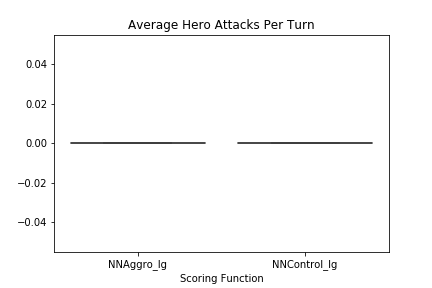 Average Hero Attacks Per Turn
0.04
0.02
0.00
−0.02
−0.04
NNAggro_lg
NNControl_lg
Scoring Function